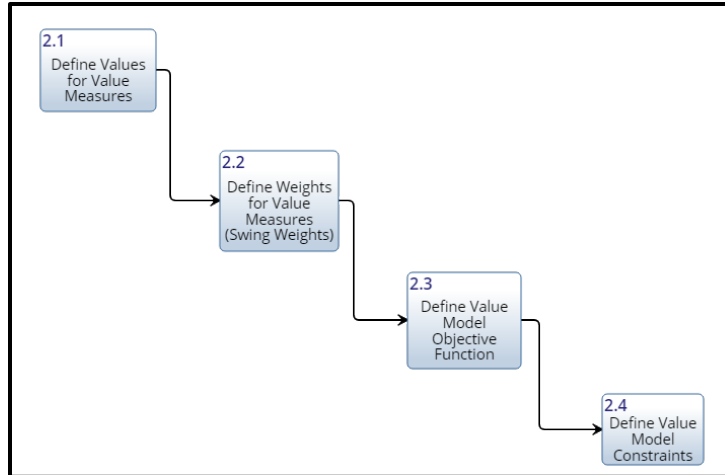 2.1
Define Values
for Value
Measures
2.2
Define Weights
for Value
Measures
(Swing Weights)
2.3
Define Value
Model
Objective
Function
2.4
Define Value
Model
Constraints